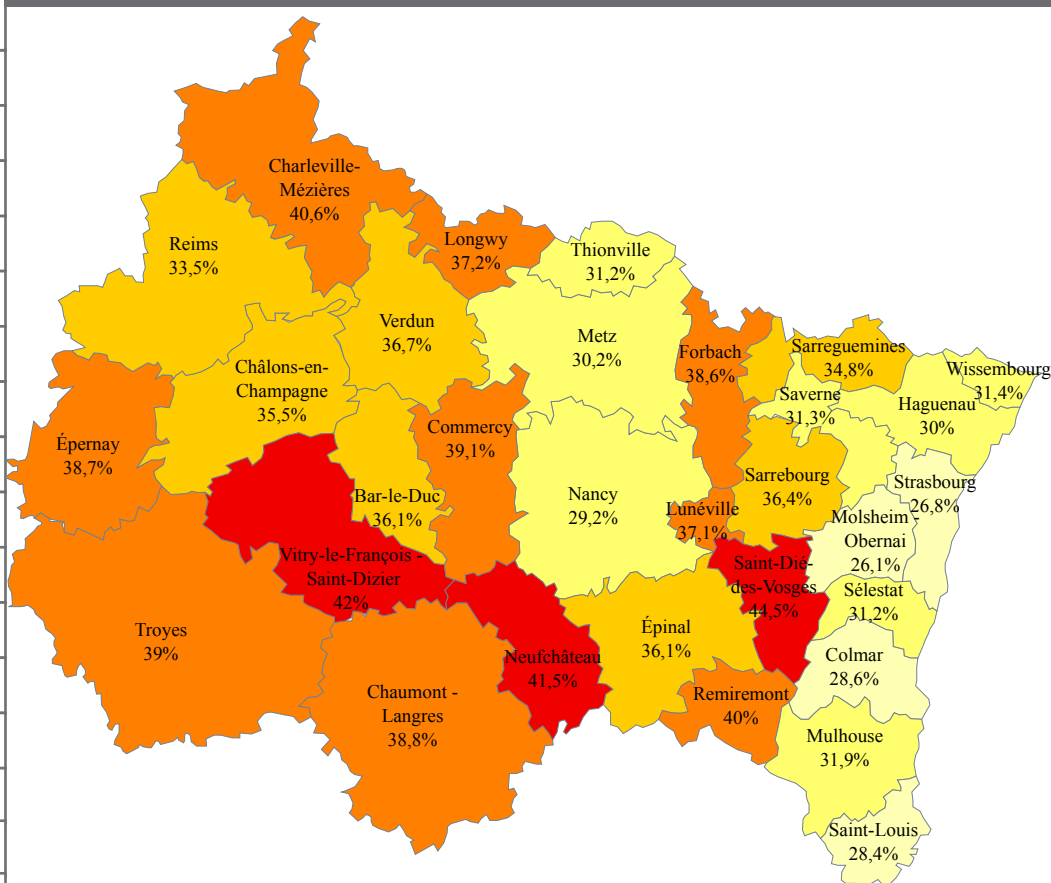 Charleville-
Mézières
40,6%
Reims
33,5%
Longwy
37,2%
Thionville
31,2%
Verdun
36,7%
Metz
30,2%
Forbach
38,6%
Sarreguemines
34,8%
Wissembourg
31,4%
Châlons-en-
Champagne
35,5%
Saverne
31,3%
Haguenau
30%
Épernay
38,7%
Commercy
39,1%
Sarrebourg
36,4%
Strasbourg
26,8%
Bar-le-Duc
36,1%
Nancy
29,2%
Lunéville
37,1%
Molsheim -
Obernai
26,1%
Vitry-le-François -
Saint-Dizier
42%
Saint-Dié-
des-Vosges
44,5%
Sélestat
31,2%
Troyes
39%
Neufchâteau
41,5%
Épinal
36,1%
Colmar
28,6%
Chaumont -
Langres
38,8%
Remiremont
40%
Mulhouse
31,9%
Saint-Louis
28,4%